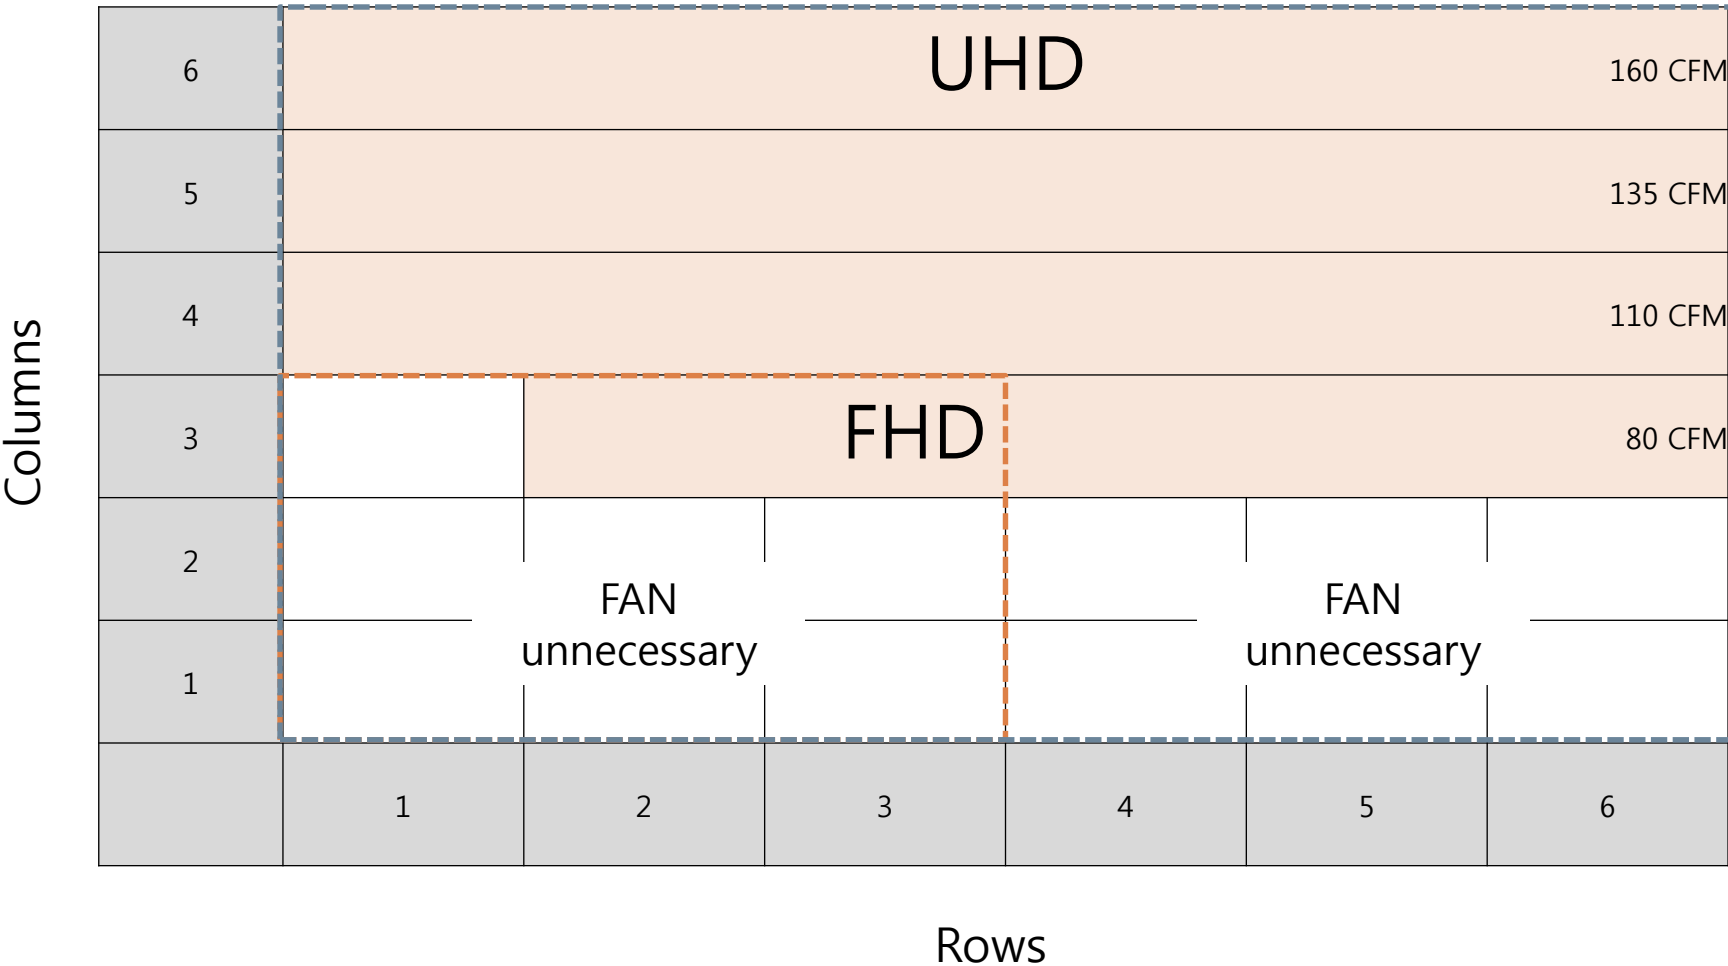 UHD
6
160 CFM
5
135 CFM
4
110 CFM
Columns
3
FHD
80 CFM
2
FAN
unnecessary
FAN
unnecessary
1
1
2
3
4
5
6
Rows